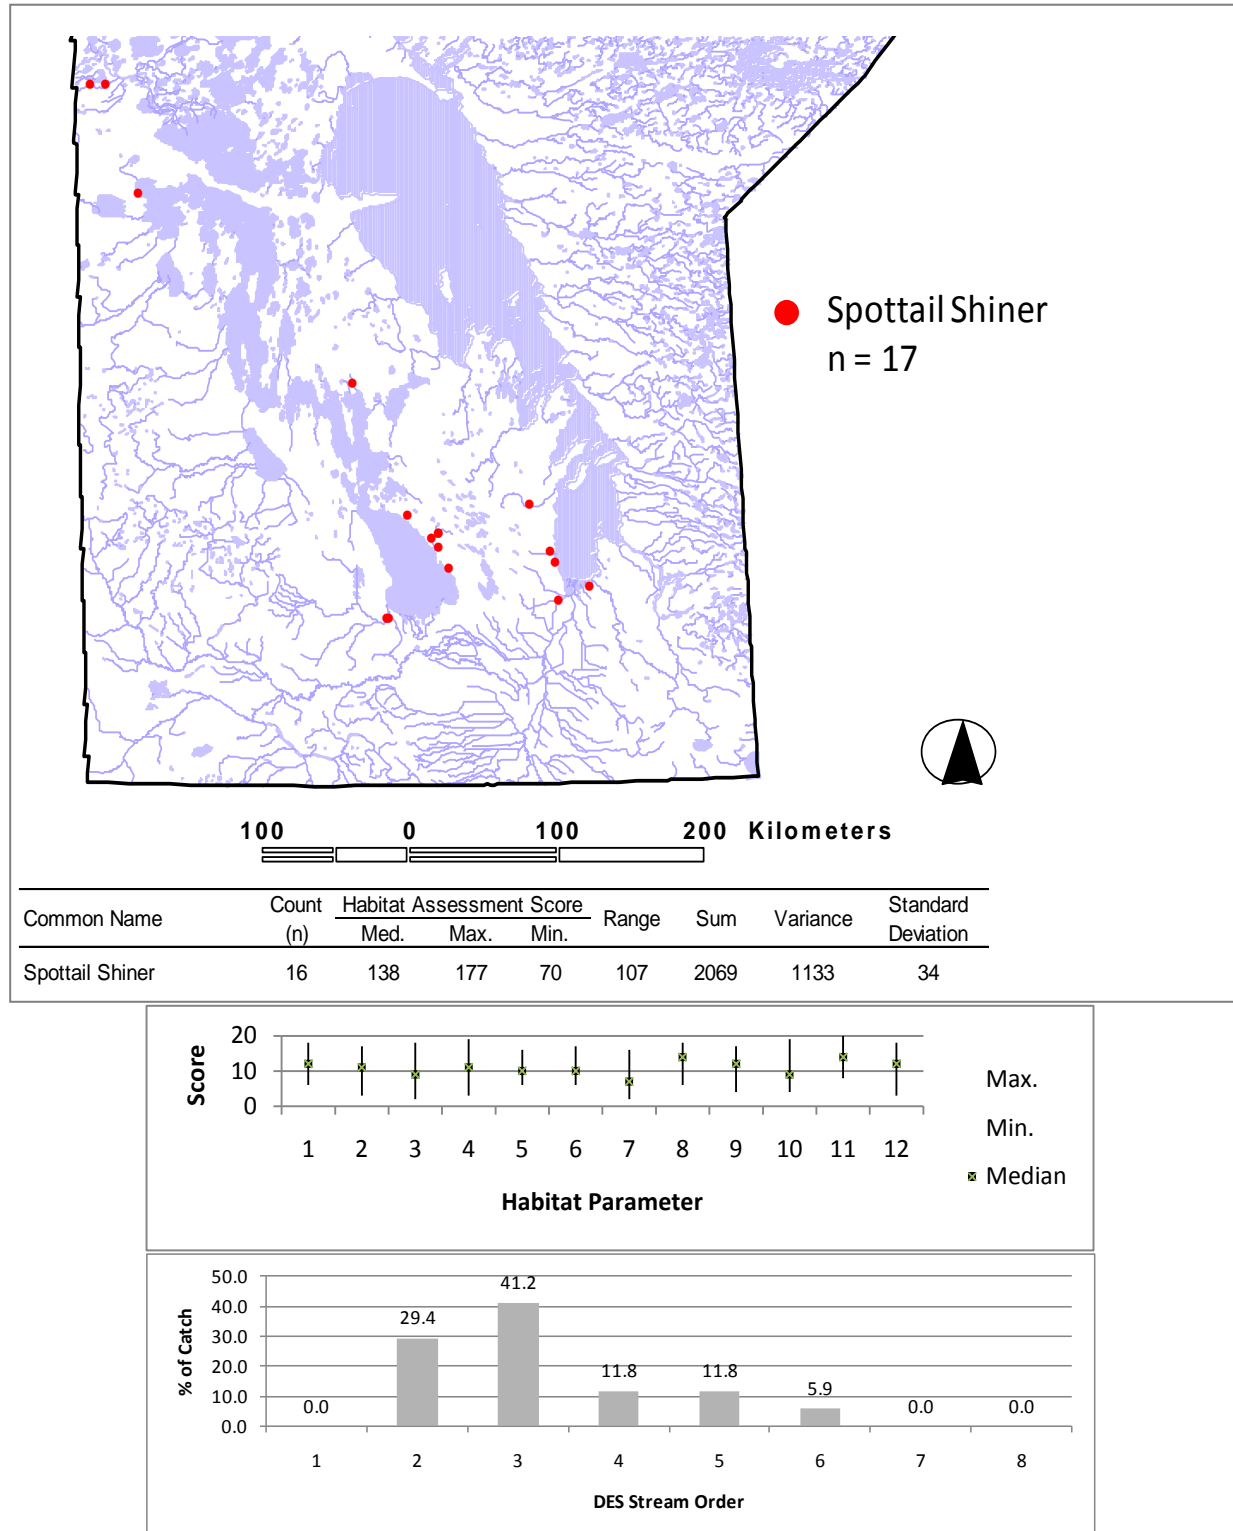 Spottail Shiner
n = 17
100 0 100 200 Kilometers
Common Name Count Habitat Assessment Score Range Sum Variance Standard
(n) Med. Max. Min. Deviation
Spottail Shiner 16 138 177 70 107 2069 1133 34
Score
20
10
0
1 2 3 4 5 6 7 8 9 10 11 12
Habitat Parameter
Max.
Min.
Median
% of Catch
50.0
40.0
30.0
20.0
10.0
0.0
0.0 29.4 41.2 11.8 11.8 5.9 0.0 0.0
1 2 3 4 5 6 7 8
DES Stream Order